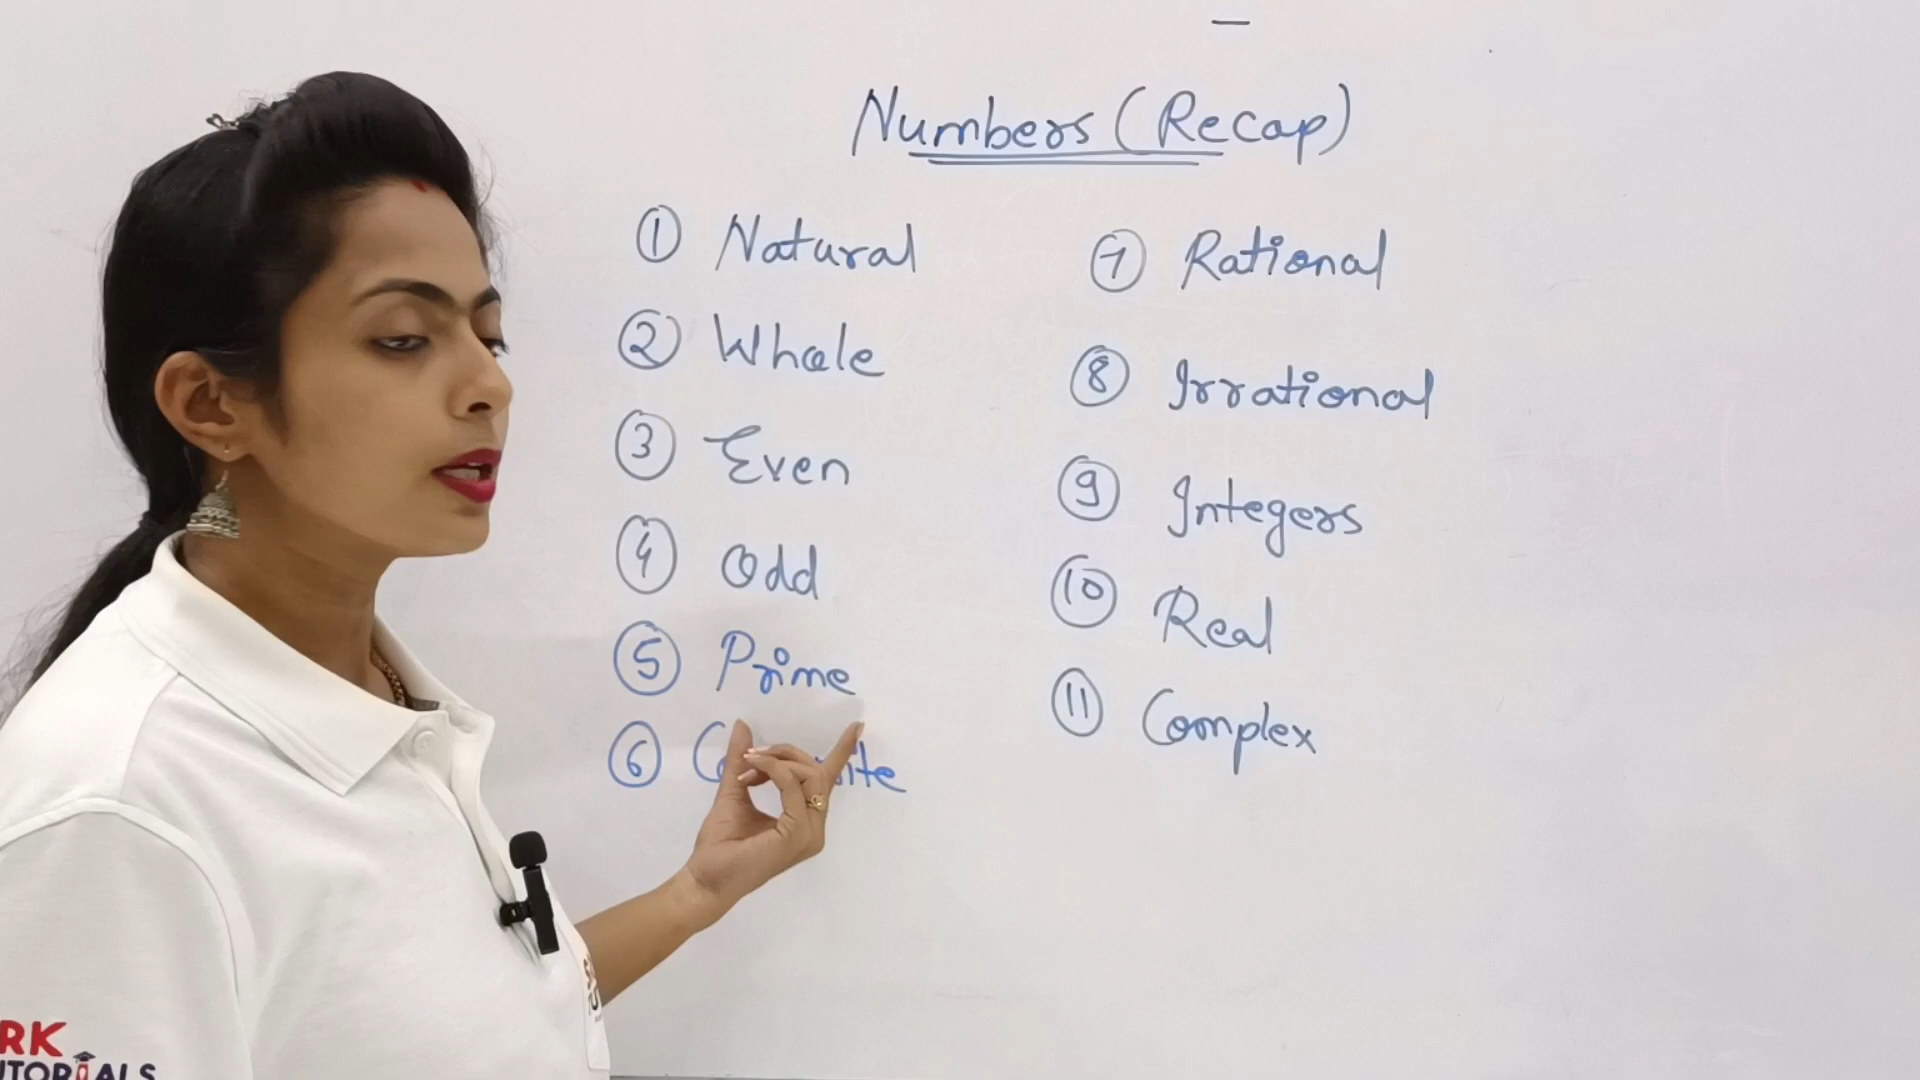 Numbers (Recap)
① Natural
② Whole
③ Even
④ Odd
⑤ Prime
⑥
⑦ Rational
⑧ Irrational
⑨ Integers
⑩ Real
⑪ Complex
RK